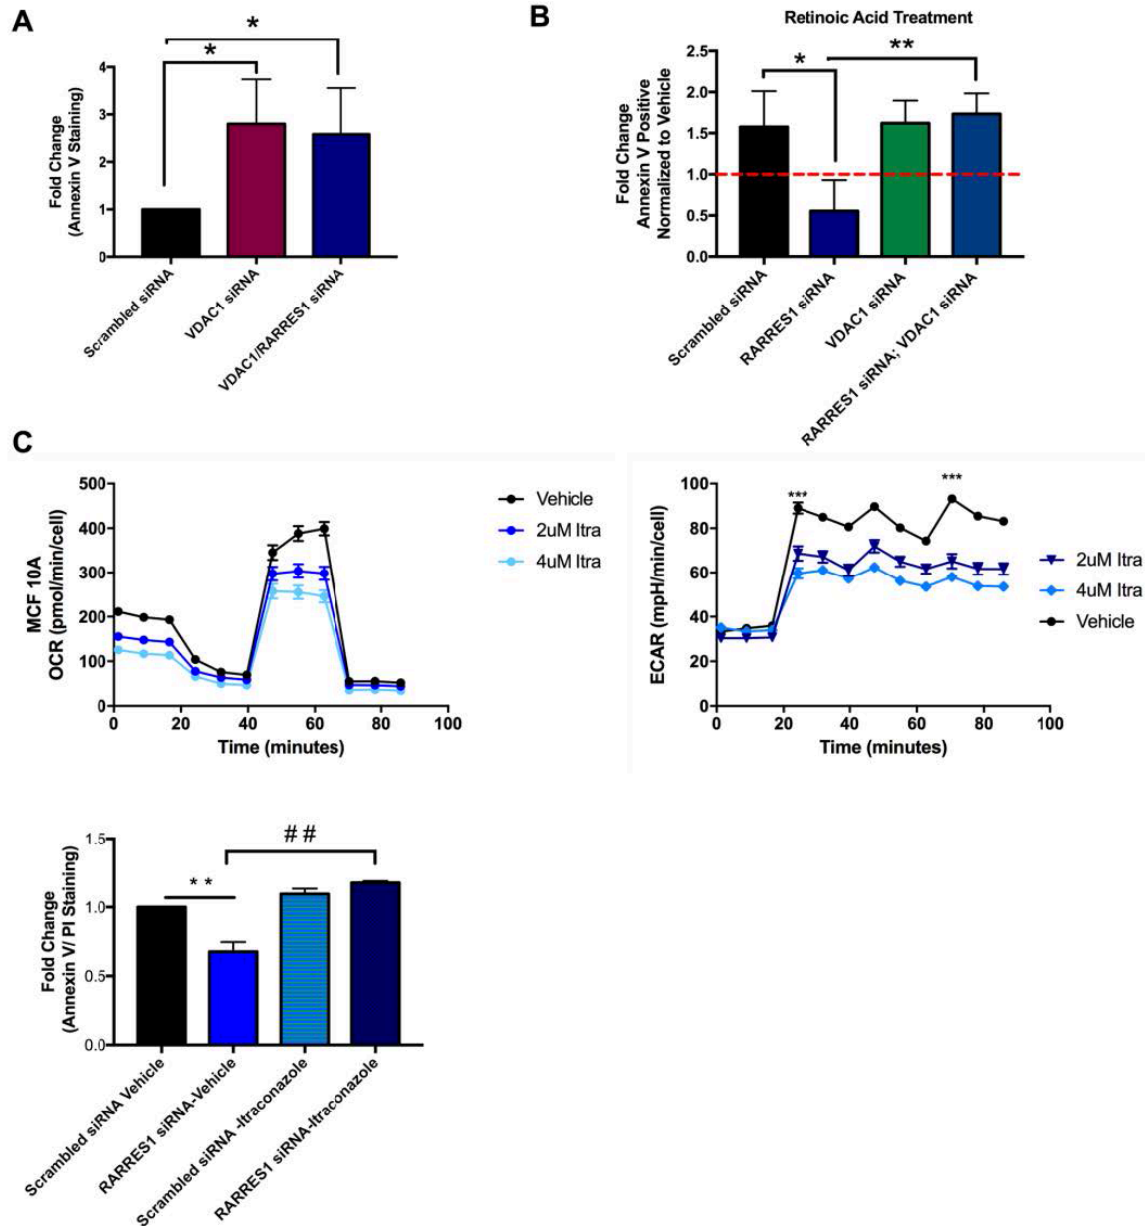 A
*
*
Fold Change
(Annexin V Staining)
4
3
2
1
0
Scrambled siRNA
VDAC1 siRNA
VDAC1/RARRES1 siRNA
B
Retinoic Acid Treatment
*
**
Fold Change
Annexin V Positive
Normalized to Vehicle
2.5
2.0
1.5
1.0
0.5
0.0
Scrambled siRNA
RARRES1 siRNA
VDAC1 siRNA
RARRES1 siRNA; VDAC1 siRNA
C
MCF 10A
OCR (pmol/min/cell)
500
400
300
200
100
0
0 20 40 60 80 100
Time (minutes)
Vehicle
2uM Itra
4uM Itra
ECAR (mpH/min/cell)
100
80
60
40
20
0
0 20 40 60 80 100
Time (minutes)
***
***
2uM Itra
4uM Itra
Vehicle
Fold Change
(Annexin V/ PI Staining)
1.5
1.0
0.5
0.0
* *
# #
Scrambled siRNA Vehicle
RARRES1 siRNA-Vehicle
Scrambled siRNA -Itraconazole
RARRES1 siRNA-Itraconazole